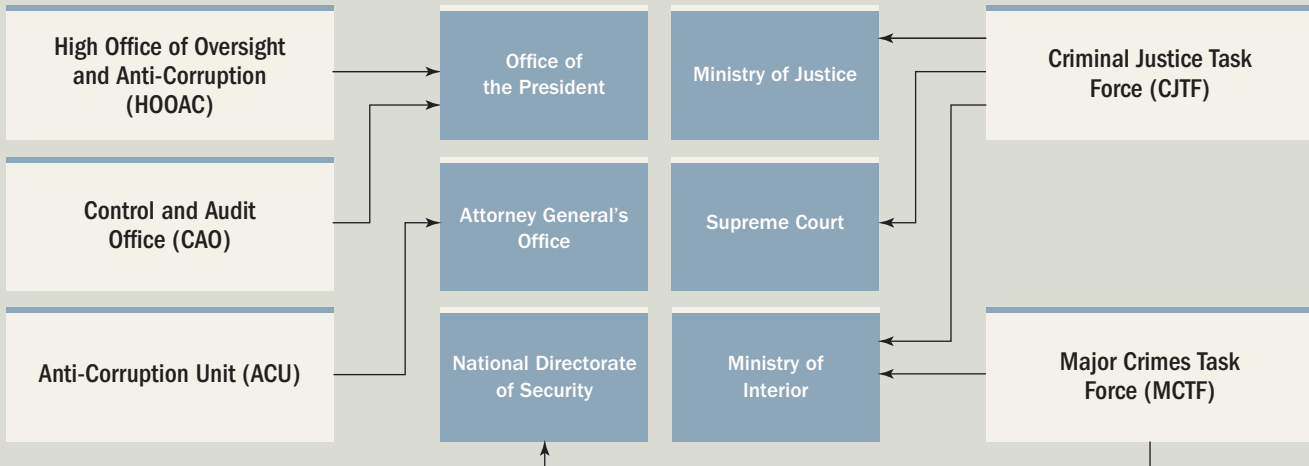 High Office of Oversight
and Anti-Corruption
(HOOAC)
Office of
the President
Ministry of Justice
Criminal Justice Task
Force (CJTF)
Control and Audit
Office (CAO)
Attorney General's
Office
Supreme Court
Anti-Corruption Unit (ACU)
National Directorate
of Security
Ministry of
Interior
Major Crimes Task
Force (MCTF)